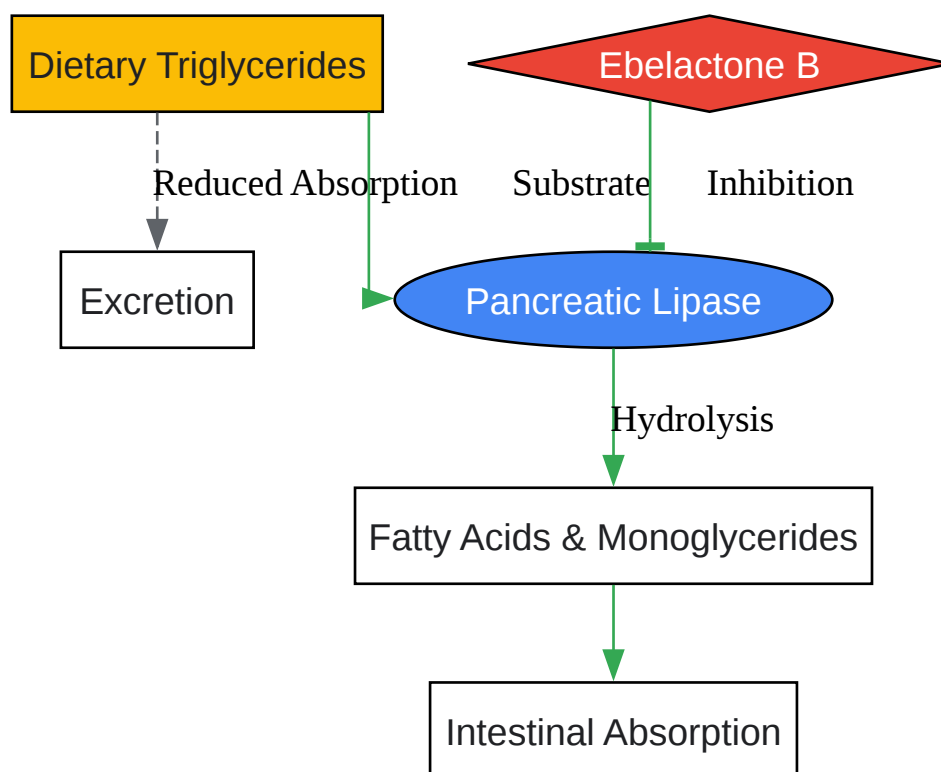 Dietary Triglycerides
Ebelactone B
Reduced Absorption
Substrate
Inhibition
Excretion
Pancreatic Lipase
Hydrolysis
Fatty Acids & Monoglycerides
Intestinal Absorption